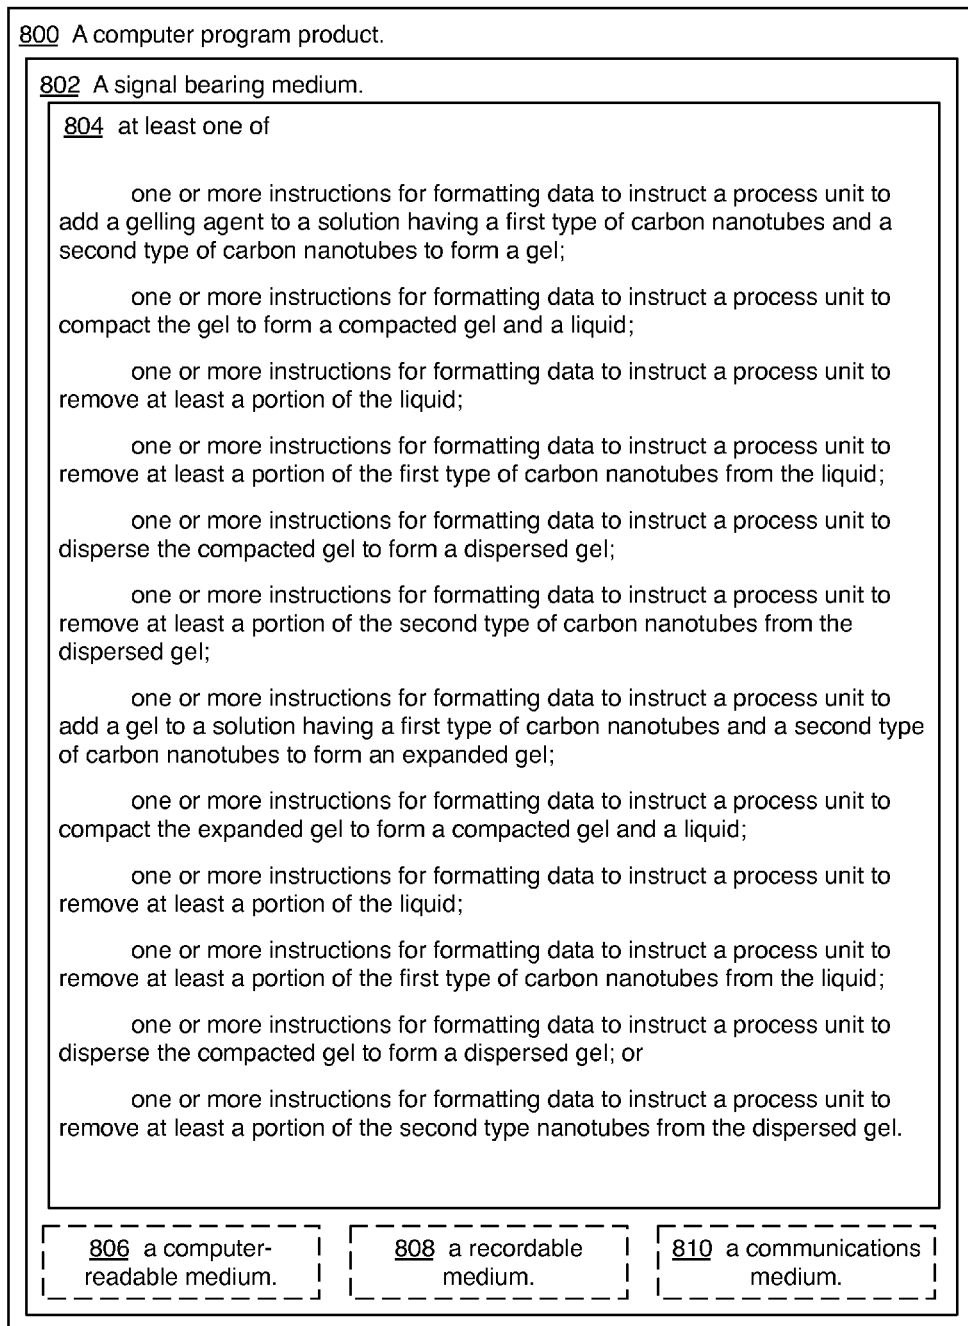 800 A computer program product.
802 A signal bearing medium.
804 at least one of
one or more instructions for formatting data to instruct a process unit to
add a gelling agent to a solution having a first type of carbon nanotubes and a
second type of carbon nanotubes to form a gel;
one or more instructions for formatting data to instruct a process unit to
compact the gel to form a compacted gel and a liquid;
one or more instructions for formatting data to instruct a process unit to
remove at least a portion of the liquid;
one or more instructions for formatting data to instruct a process unit to
remove at least a portion of the first type of carbon nanotubes from the liquid;
one or more instructions for formatting data to instruct a process unit to
disperse the compacted gel to form a dispersed gel;
one or more instructions for formatting data to instruct a process unit to
remove at least a portion of the second type of carbon nanotubes from the
dispersed gel;
one or more instructions for formatting data to instruct a process unit to
add a gel to a solution having a first type of carbon nanotubes and a second type
of carbon nanotubes to form an expanded gel;
one or more instructions for formatting data to instruct a process unit to
compact the expanded gel to form a compacted gel and a liquid;
one or more instructions for formatting data to instruct a process unit to
remove at least a portion of the liquid;
one or more instructions for formatting data to instruct a process unit to
remove at least a portion of the first type of carbon nanotubes from the liquid;
one or more instructions for formatting data to instruct a process unit to
disperse the compacted gel to form a dispersed gel; or
one or more instructions for formatting data to instruct a process unit to
remove at least a portion of the second type nanotubes from the dispersed gel.
806 a computer-
readable medium.
808 a recordable
medium.
810 a communications
medium.